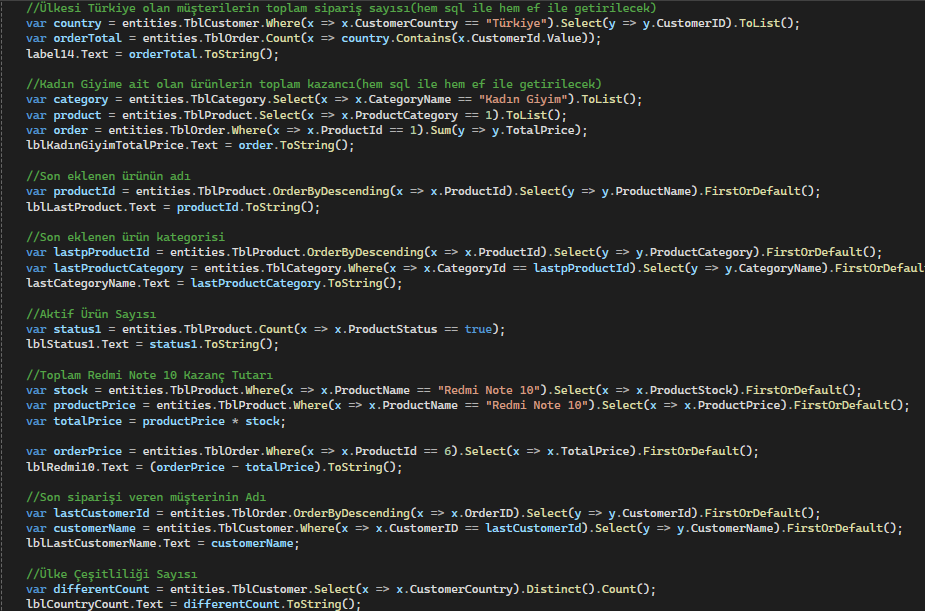 //Ülkesi Türkiye olan müşterilerin toplam sipariş sayısı(hem sql ile hem ef ile getirilecek)
var country = entities.TblCustomer.Where(x => x.CustomerCountry == "Türkiye").Select(y => y.CustomerID).ToList();
var orderTotal = entities.TblOrder.Count(x => country.Contains(x.CustomerId.Value));
label14.Text = orderTotal.ToString();

//Kadın Giyime ait olan ürünlerin toplam kazancı(hem sql ile hem ef ile getirilecek)
var category = entities.TblCategory.Select(x => x.CategoryName == "Kadın Giyim").ToList();
var product = entities.TblProduct.Select(x => x.ProductCategory == 1).ToList();
var order = entities.TblOrder.Where(x => x.ProductId == 1).Sum(y => y.TotalPrice);
lblKadınGiyimTotalPrice.Text = order.ToString();

//Son eklenen ürünün adı
var productId = entities.TblProduct.OrderByDescending(x => x.ProductId).Select(y => y.ProductName).FirstOrDefault();
lblLastProduct.Text = productId.ToString();

//Son eklenen ürün kategorisi
var lastpProductId = entities.TblProduct.OrderByDescending(x => x.ProductId).Select(y => y.ProductCategory).FirstOrDefault();
var lastProductCategory = entities.TblCategory.Where(x => x.CategoryId == lastpProductId).Select(y => y.CategoryName).FirstOrDefaul
lastCategoryName.Text = lastProductCategory.ToString();

//Aktif Ürün Sayısı
var status1 = entities.TblProduct.Count(x => x.ProductStatus == true);
lblStatus1.Text = status1.ToString();

//Toplam Redmi Note 10 Kazanç Tutarı
var stock = entities.TblProduct.Where(x => x.ProductName == "Redmi Note 10").Select(x => x.ProductStock).FirstOrDefault();
var productPrice = entities.TblProduct.Where(x => x.ProductName == "Redmi Note 10").Select(x => x.ProductPrice).FirstOrDefault();
var totalPrice = productPrice * stock;

var orderPrice = entities.TblOrder.Where(x => x.ProductId == 6).Select(x => x.TotalPrice).FirstOrDefault();
lblRedmi10.Text = (orderPrice - totalPrice).ToString();

//Son siparişi veren müşterinin Adı
var lastCustomerId = entities.TblOrder.OrderByDescending(x => x.OrderID).Select(y => y.CustomerId).FirstOrDefault();
var customerName = entities.TblCustomer.Where(x => x.CustomerID == lastCustomerId).Select(y => y.CustomerName).FirstOrDefault();
lblLastCustomerName.Text = customerName;

//Ülke Çeşitliliği Sayısı
var differentCount = entities.TblCustomer.Select(x => x.CustomerCountry).Distinct().Count();
lblCountryCount.Text = differentCount.ToString();